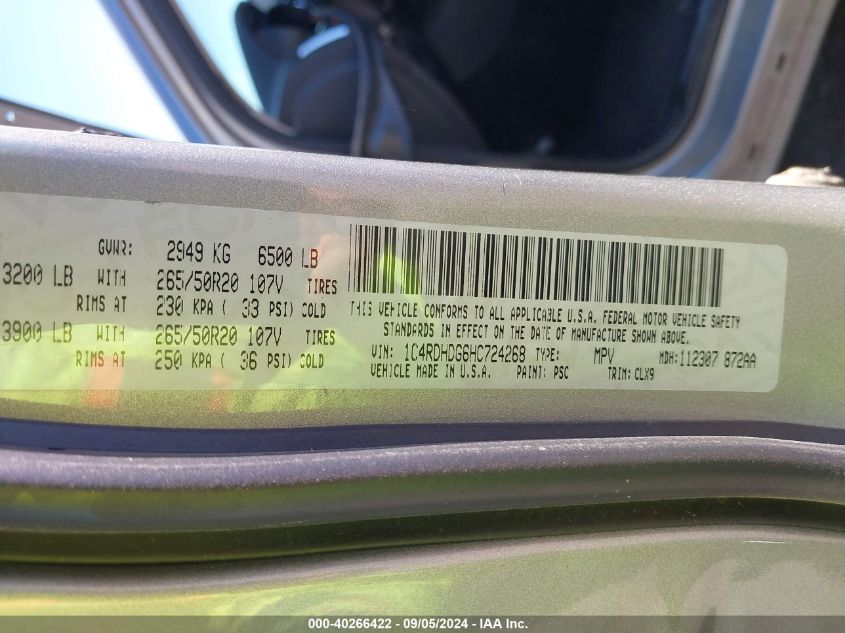 GVWR: 2949 KG 6500 LB
3200 LB WITH 265/50R20 107V TIRES
RIMS AT 230 KPA ( 33 PSI) COLD
3900 LB WITH 265/50R20 107V TIRES
RIMS AT 250 KPA ( 36 PSI) COLD
THIS VEHICLE CONFORMS TO ALL APPLICABLE U.S.A. FEDERAL MOTOR VEHICLE SAFETY
STANDARDS IN EFFECT ON THE DATE OF MANUFACTURE SHOWN ABOVE.
VIN: 1C4RDHDG6HC724268 TYPE: MPV MDH: 112307 872AA
VEHICLE MADE IN U.S.A. PAINT: PSC TRIM: CLX9
000-40266422 - 09/05/2024 - IAA Inc.